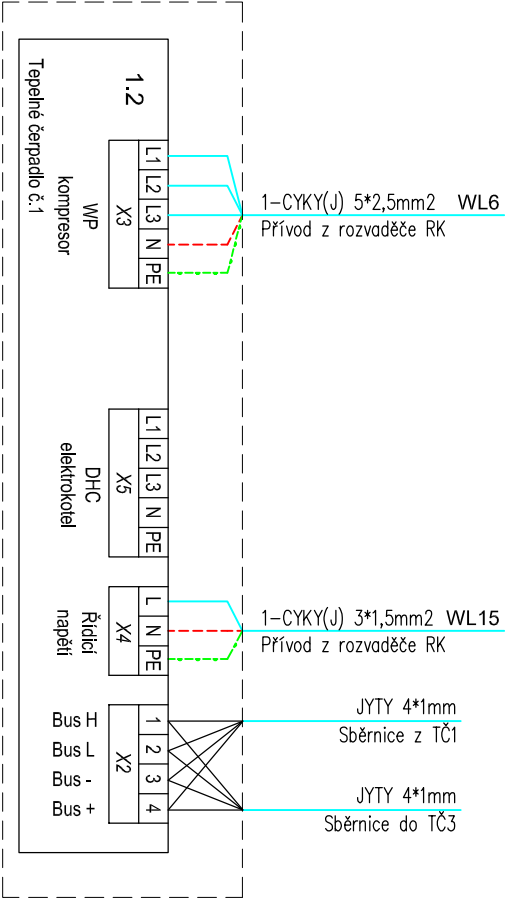 1.2
Tepelné čerpadlo č.1
WP
kompresor
X3
L1
L2
L3
N
PE
1-CYKY(J) 5*2,5mm2 WL6
Přívod z rozvaděče RK
DHC
elektrokotel
X5
L1
L2
L3
N
PE
Řídicí
napětí
X4
L
N
PE
1-CYKY(J) 3*1,5mm2 WL15
Přívod z rozvaděče RK
Bus H
Bus L
Bus -
Bus +
X2
1
2
3
4
JYTY 4*1mm
Sběrnice z TČ1
JYTY 4*1mm
Sběrnice do TČ3